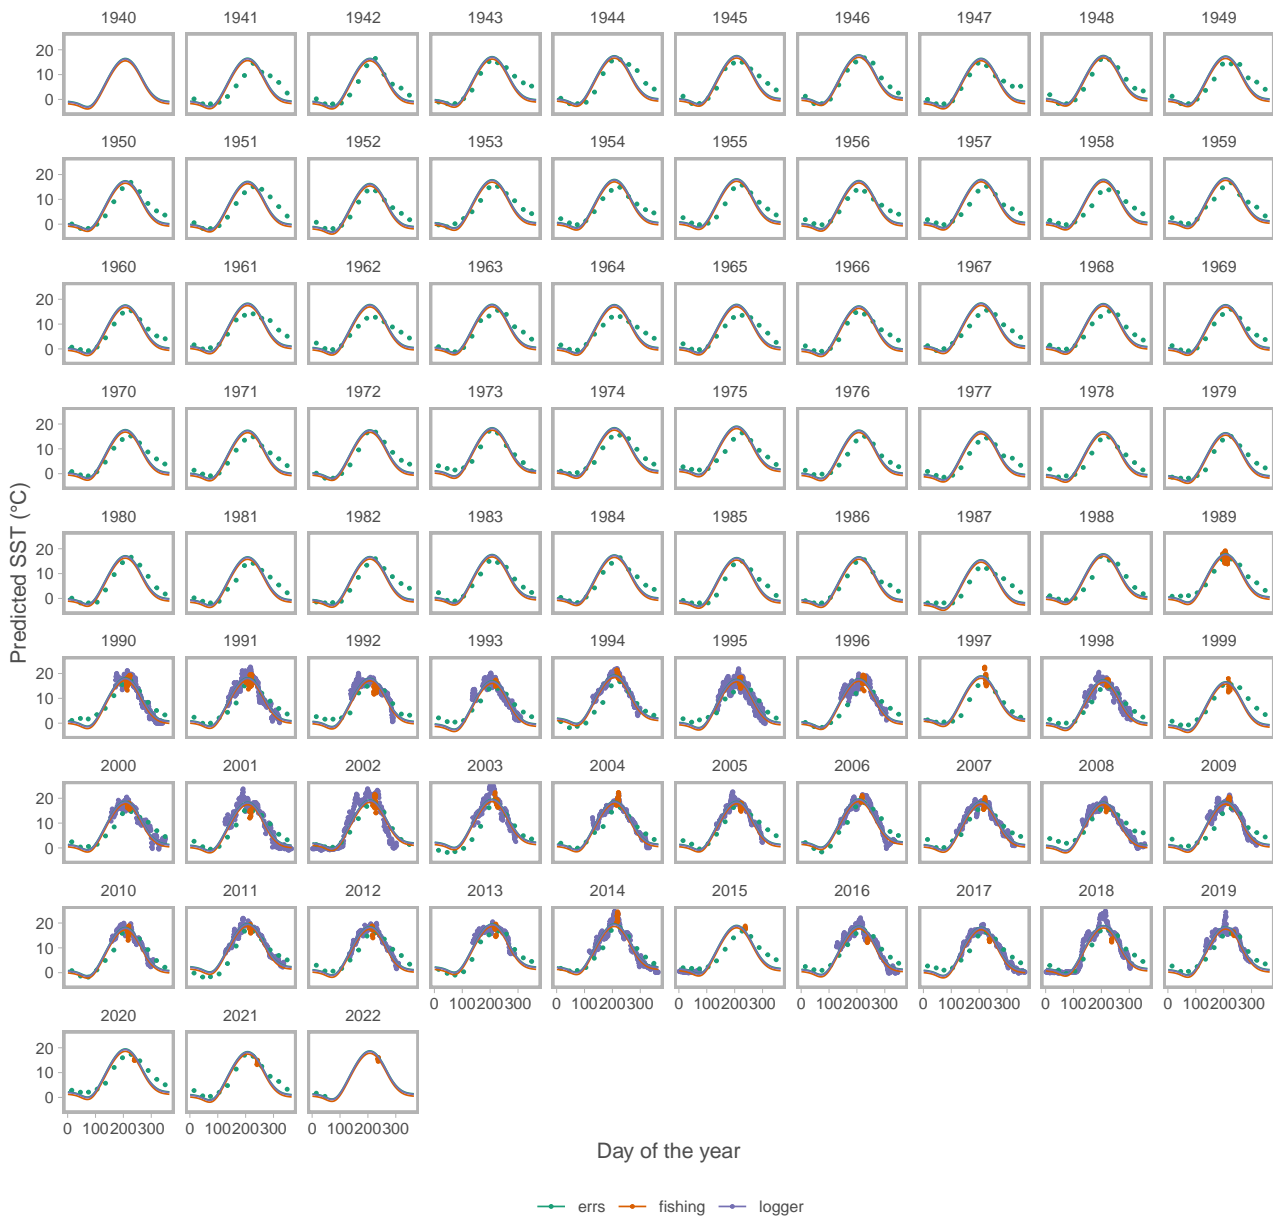 1940 1941 1942 1943 1944 1945 1946 1947 1948 1949
20
10
0
1950 1951 1952 1953 1954 1955 1956 1957 1958 1959
20
10
0
1960 1961 1962 1963 1964 1965 1966 1967 1968 1969
20
10
0
1970 1971 1972 1973 1974 1975 1976 1977 1978 1979
20
10
0
1980 1981 1982 1983 1984 1985 1986 1987 1988 1989
20
10
0
Predicted SST (°C)
1990 1991 1992 1993 1994 1995 1996 1997 1998 1999
20
10
0
2000 2001 2002 2003 2004 2005 2006 2007 2008 2009
20
10
0
2010 2011 2012 2013 2014 2015 2016 2017 2018 2019
20
10
0
0 100200300 0 100200300 0 100200300 0 100200300 0 100200300 0 100200300 0 100200300
2020 2021 2022
20
10
0
0 100200300 0 100200300 0 100200300
Day of the year
errs fishing logger